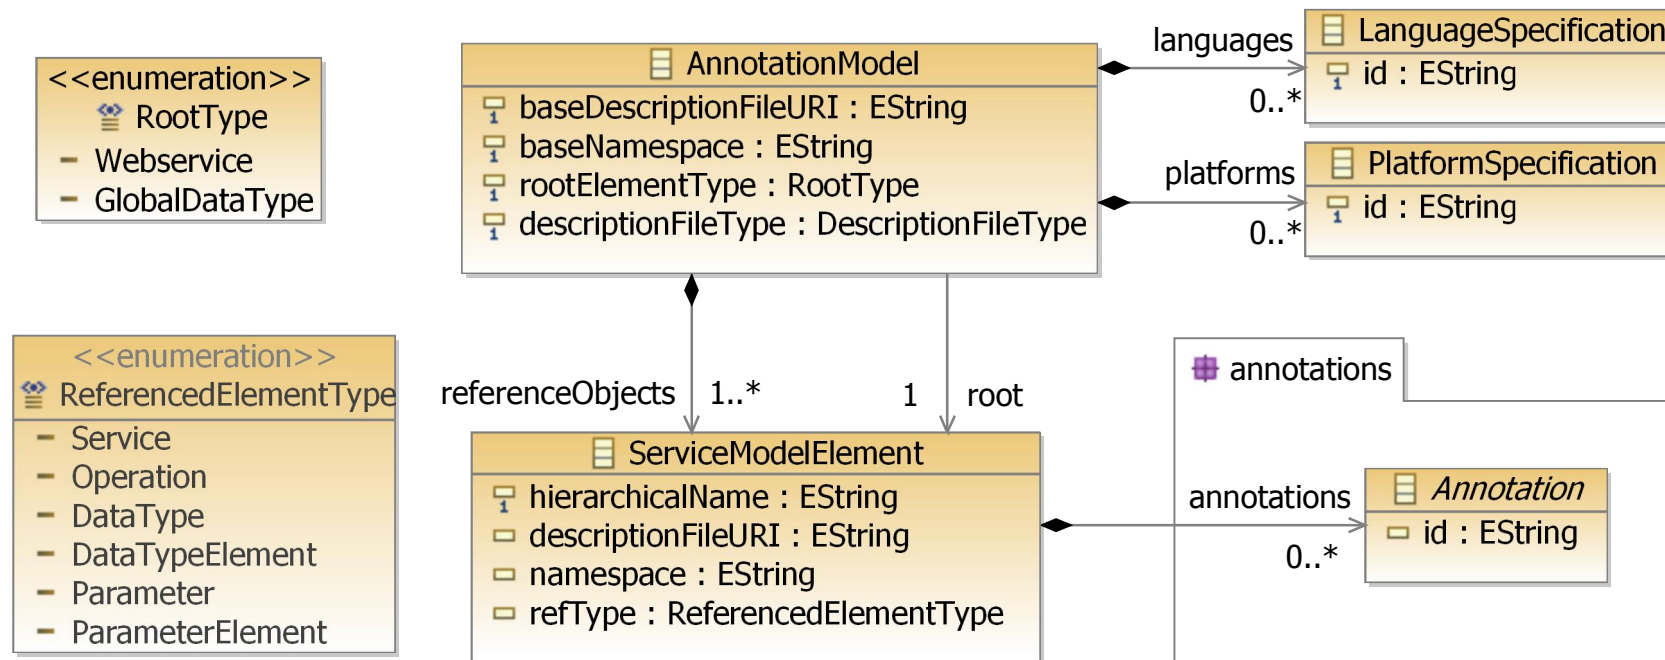 <<enumeration>>
RootType
Webservice
GlobalDataType
AnnotationModel
baseDescriptionFileURI : EString
baseNamespace : EString
rootElementType : RootType
descriptionFileType : DescriptionFileType
languages
0..*
LanguageSpecification
id : EString
platforms
0..*
PlatformSpecification
id : EString
<<enumeration>>
ReferencedElementType
Service
Operation
DataType
DataTypeElement
Parameter
ParameterElement
referenceObjects
1..*
1
root
ServiceModelElement
hierarchicalName : EString
descriptionFileURI : EString
namespace : EString
refType : ReferencedElementType
annotations
annotations
0..*
Annotation
id : EString